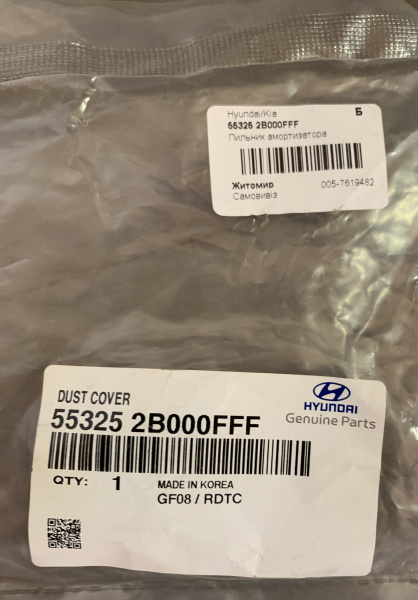 Hyundai/Kia Б
55325 2B000FFF
Пильник амортизатора
Житомир 005-7619482
Самовивіз
DUST COVER
55325 2B000FFF
HYUNDAI
Genuine Parts
QTY: 1 MADE IN KOREA
GF08 / RDTC